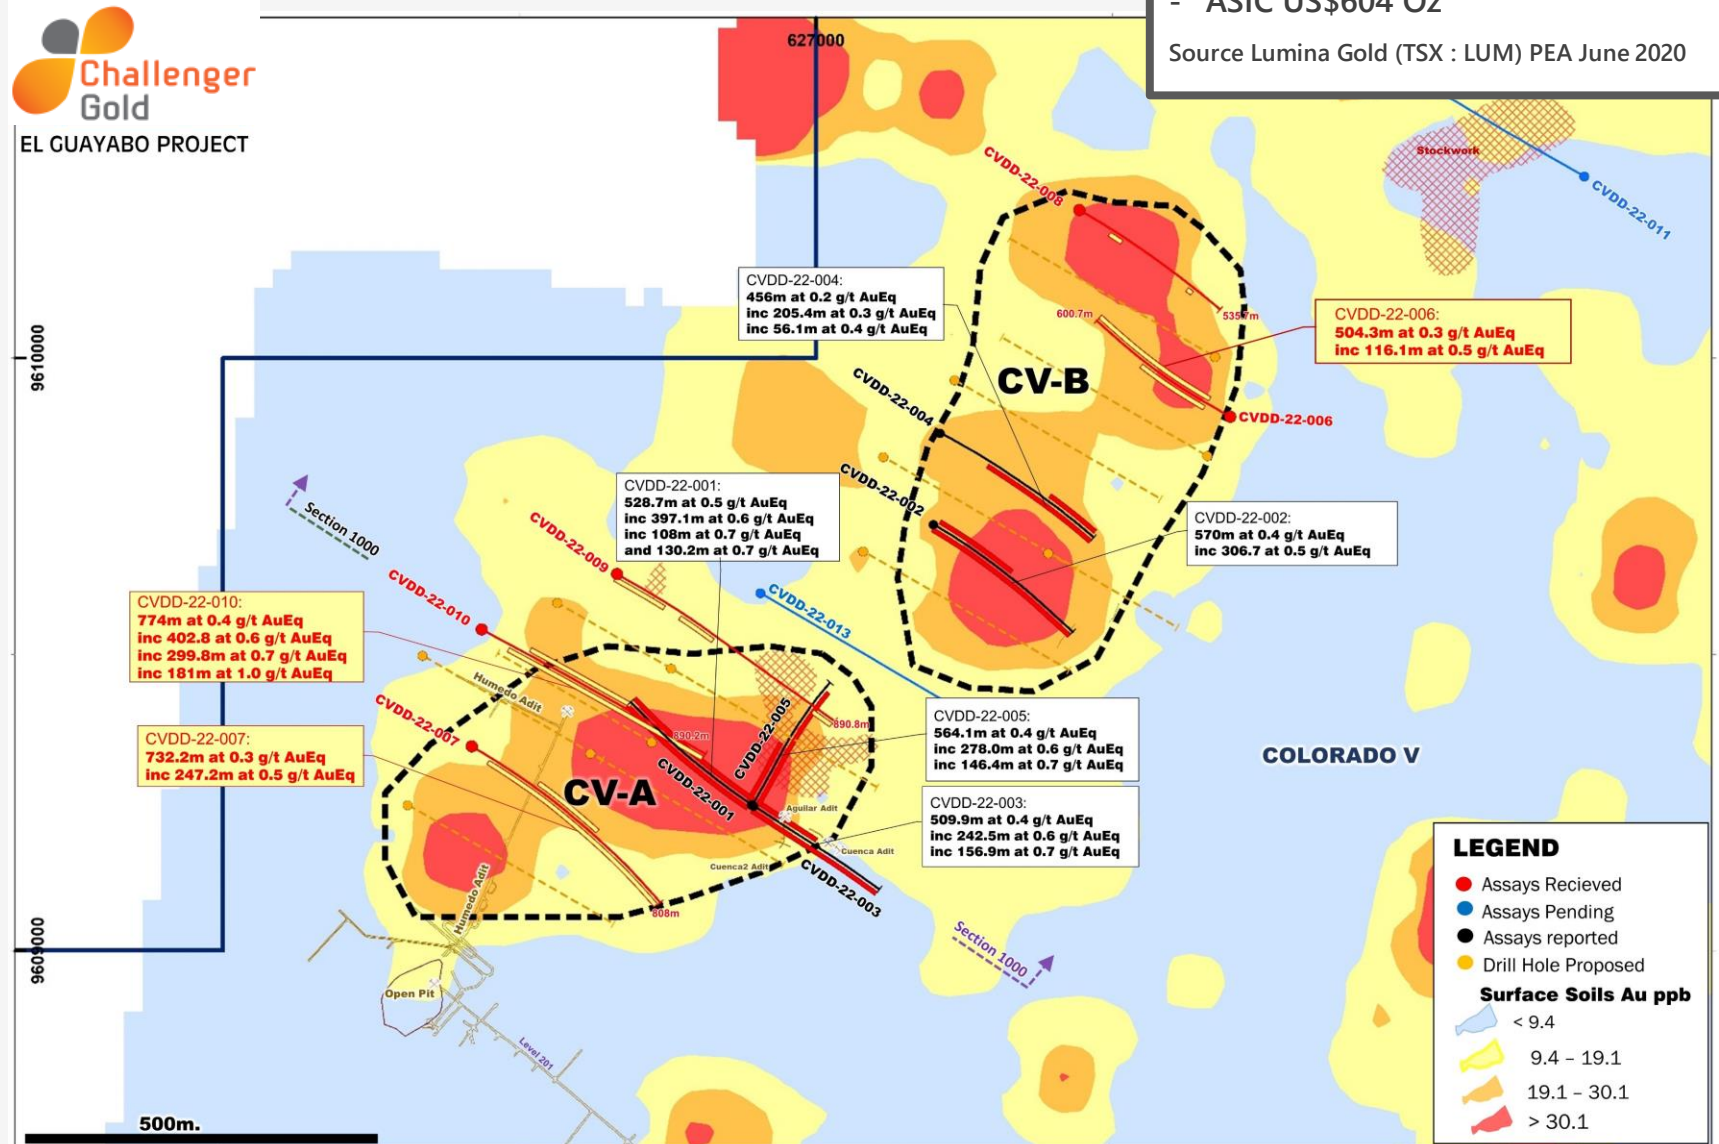 Challenger
Gold
EL GUAYABO PROJECT
Source Lumina Gold (TSX : LUM) PEA June 2020
- ASIC US$604 Oz
627000
9610000
9609000
CVDD-22-008
535.7m
Stockwork
CVDD-22-011
CVDD-22-004:
456m at 0.2 g/t AuEq
inc 205.4m at 0.3 g/t AuEq
inc 56.1m at 0.4 g/t AuEq
600.7m
CVDD-22-006:
504.3m at 0.3 g/t AuEq
inc 116.1m at 0.5 g/t AuEq
CV-B
CVDD-22-004
CVDD-22-006
CVDD-22-002
CVDD-22-001:
528.7m at 0.5 g/t AuEq
inc 397.1m at 0.6 g/t AuEq
inc 108m at 0.7 g/t AuEq
and 130.2m at 0.7 g/t AuEq
CVDD-22-002:
570m at 0.4 g/t AuEq
inc 306.7 at 0.5 g/t AuEq
Section 1000
CVDD-22-009
CVDD-22-010
CVDD-22-013
CVDD-22-010:
774m at 0.4 g/t AuEq
inc 402.8 at 0.6 g/t AuEq
inc 299.8m at 0.7 g/t AuEq
inc 181m at 1.0 g/t AuEq
Humedo Adit
CVDD-22-007
CVDD-22-007:
732.2m at 0.3 g/t AuEq
inc 247.2m at 0.5 g/t AuEq
890.2m
CVDD-22-005
890.8m
CVDD-22-005:
564.1m at 0.4 g/t AuEq
inc 278.0m at 0.6 g/t AuEq
inc 146.4m at 0.7 g/t AuEq
COLORADO V
CV-A
CVDD-22-001
Aguilar Adit
CVDD-22-003:
509.9m at 0.4 g/t AuEq
inc 242.5m at 0.6 g/t AuEq
inc 156.9m at 0.7 g/t AuEq
Cuenca Adit
Cuenca2 Adit
CVDD-22-003
Humedo Adit
808m
Section 1000
Open Pit
Level 201
500m.
LEGEND
Assays Recieved
Assays Pending
Assays reported
Drill Hole Proposed
Surface Soils Au ppb
< 9.4
9.4 – 19.1
19.1 – 30.1
> 30.1